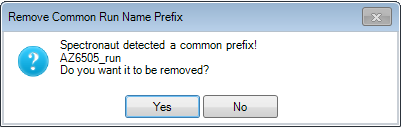 Remove Common Run Name Prefix
Spectronaut detected a common prefix!
AZ6505_run
Do you want it to be removed?
Yes No